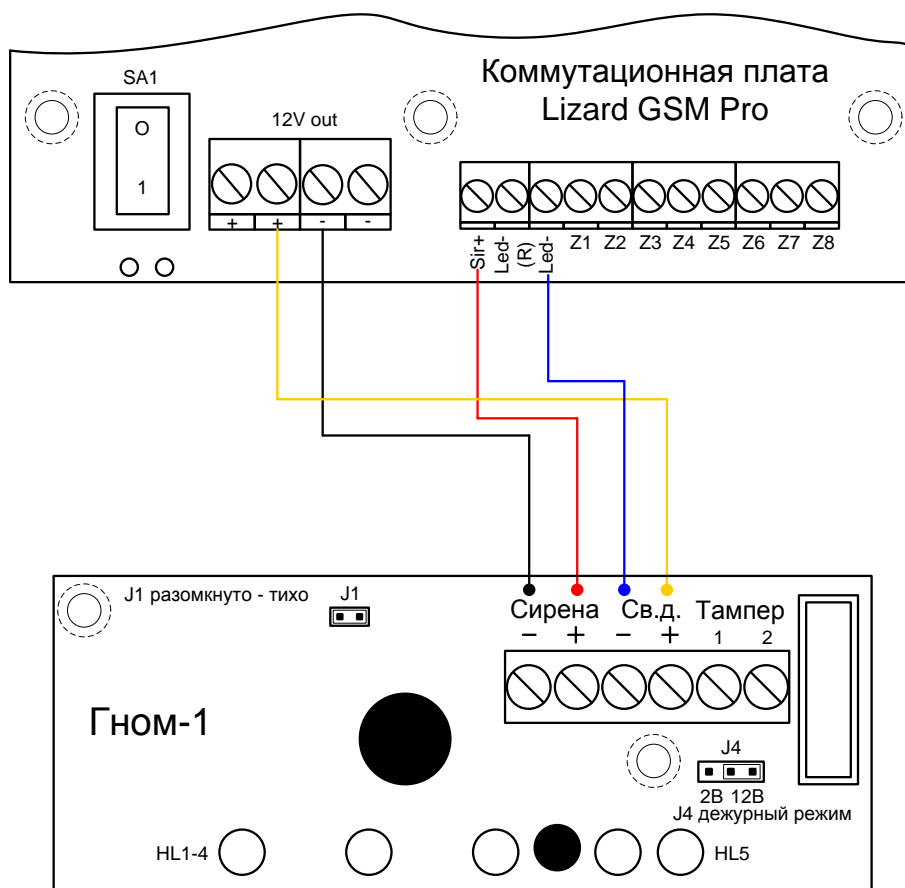 Коммутационная плата
Lizard GSM Pro
SA1
O
1
12V out
+ + - -
Sir+ Led- (R) Led- Z1 Z2 Z3 Z4 Z5 Z6 Z7 Z8
J1 разомкнуто - тихо
J1
Сирена Св.д. Тампер
− + − + 1 2
Гном-1
J4
2В 12В
J4 дежурный режим
HL1-4
HL5